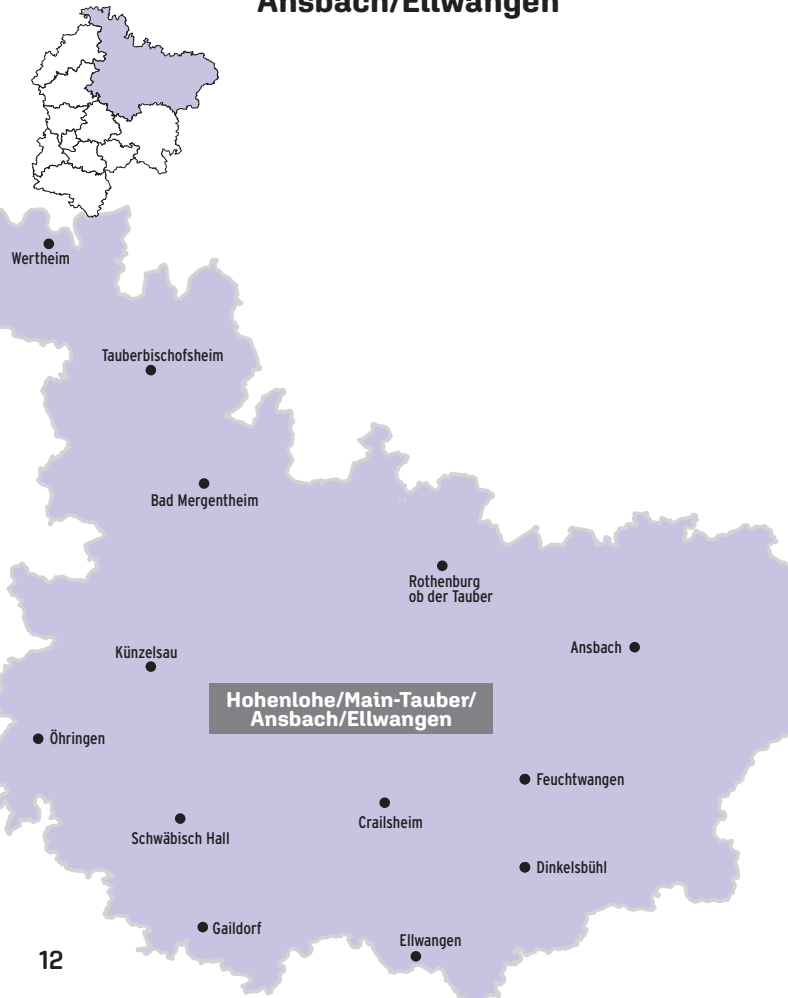 Ansbach/Ellwangen
Wertheim
Tauberbischofsheim
Bad Mergentheim
Rothenburg
ob der Tauber
Ansbach
Künzelsau
Hohenlohe/Main-Tauber/
Ansbach/Ellwangen
Öhringen
Feuchtwangen
Crailsheim
Schwäbisch Hall
Dinkelsbühl
Gaildorf
Ellwangen
12